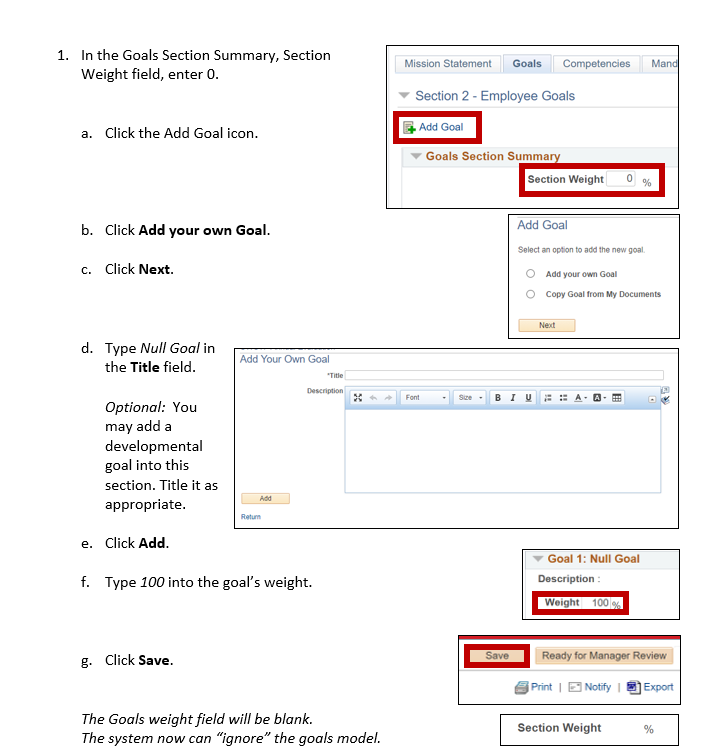 1. In the Goals Section Summary, Section
Weight field, enter 0.
Mission Statement Goals Competencies Mand
Section 2 - Employee Goals
a. Click the Add Goal icon.
Add Goal
Goals Section Summary
Section Weight 0 %
b. Click Add your own Goal.
c. Click Next.
Add Goal
Select an option to add the new goal.
Add your own Goal
Copy Goal from My Documents
Next
d. Type Null Goal in
the Title field.
Optional: You
may add a
developmental
goal into this
section. Title it as
appropriate.
Add Your Own Goal
*Title
Description
Font Size B I U A A
Add
Return
e. Click Add.
f. Type 100 into the goal’s weight.
Goal 1: Null Goal
Description :
Weight 100 %
g. Click Save.
Save Ready for Manager Review
Print | Notify | Export
The Goals weight field will be blank.
The system now can “ignore” the goals model.
Section Weight %